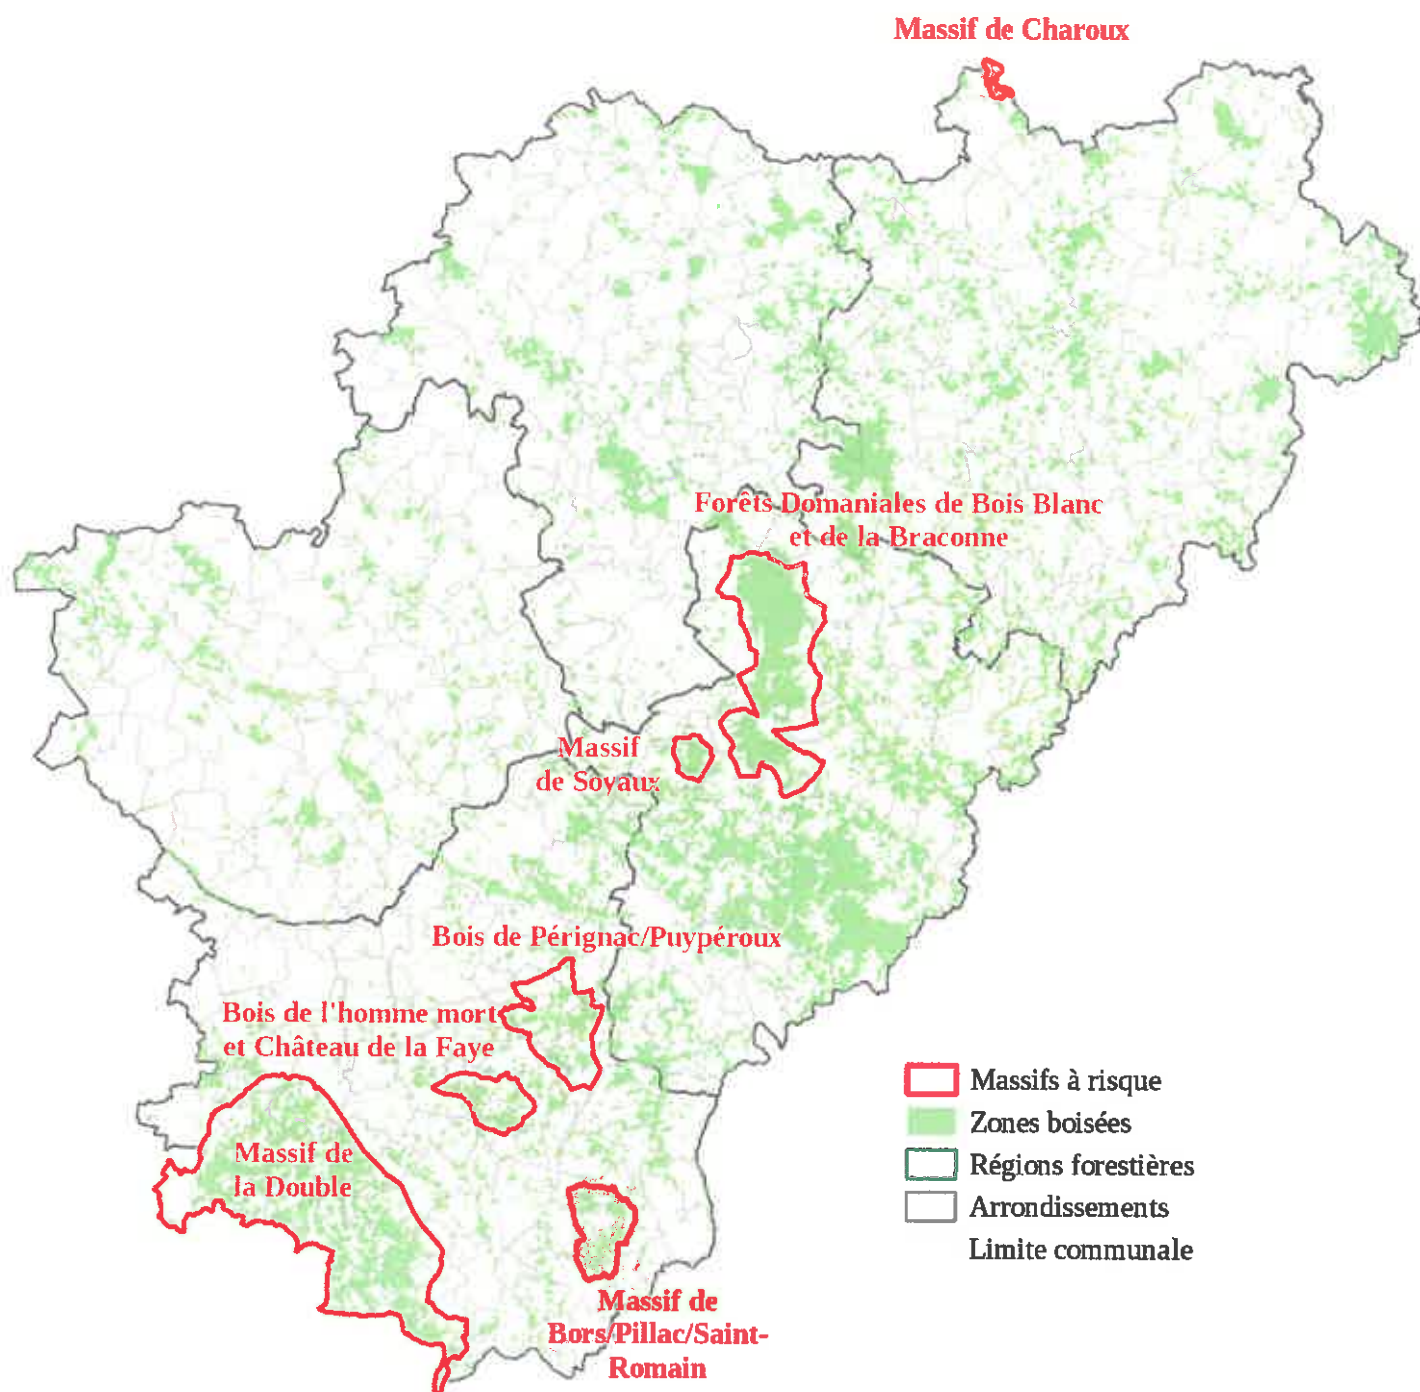 Massif de Charoux
Forêts Domaniales de Bois Blanc
et de la Braconne
Massif
de Soyaux
Bois de Pérignac/Puypéroux
Bois de l'homme mort
et Château de la Faye
Massif de
la Double
Massif de
Bors/Pillac/Saint-
Romain
Massifs à risque
Zones boisées
Régions forestières
Arrondissements
Limite communale